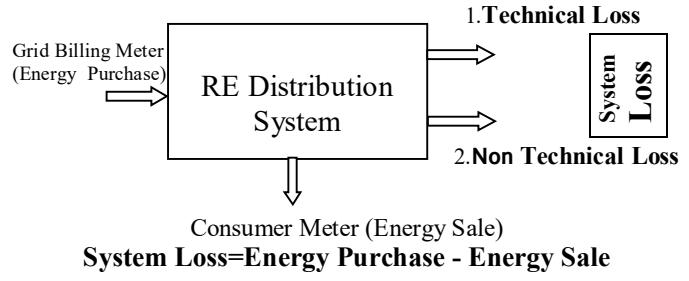 1.Technical Loss
Grid Billing Meter
(Energy Purchase)
RE Distribution
System
System
Loss
2.Non Technical Loss
Consumer Meter (Energy Sale)
System Loss=Energy Purchase - Energy Sale